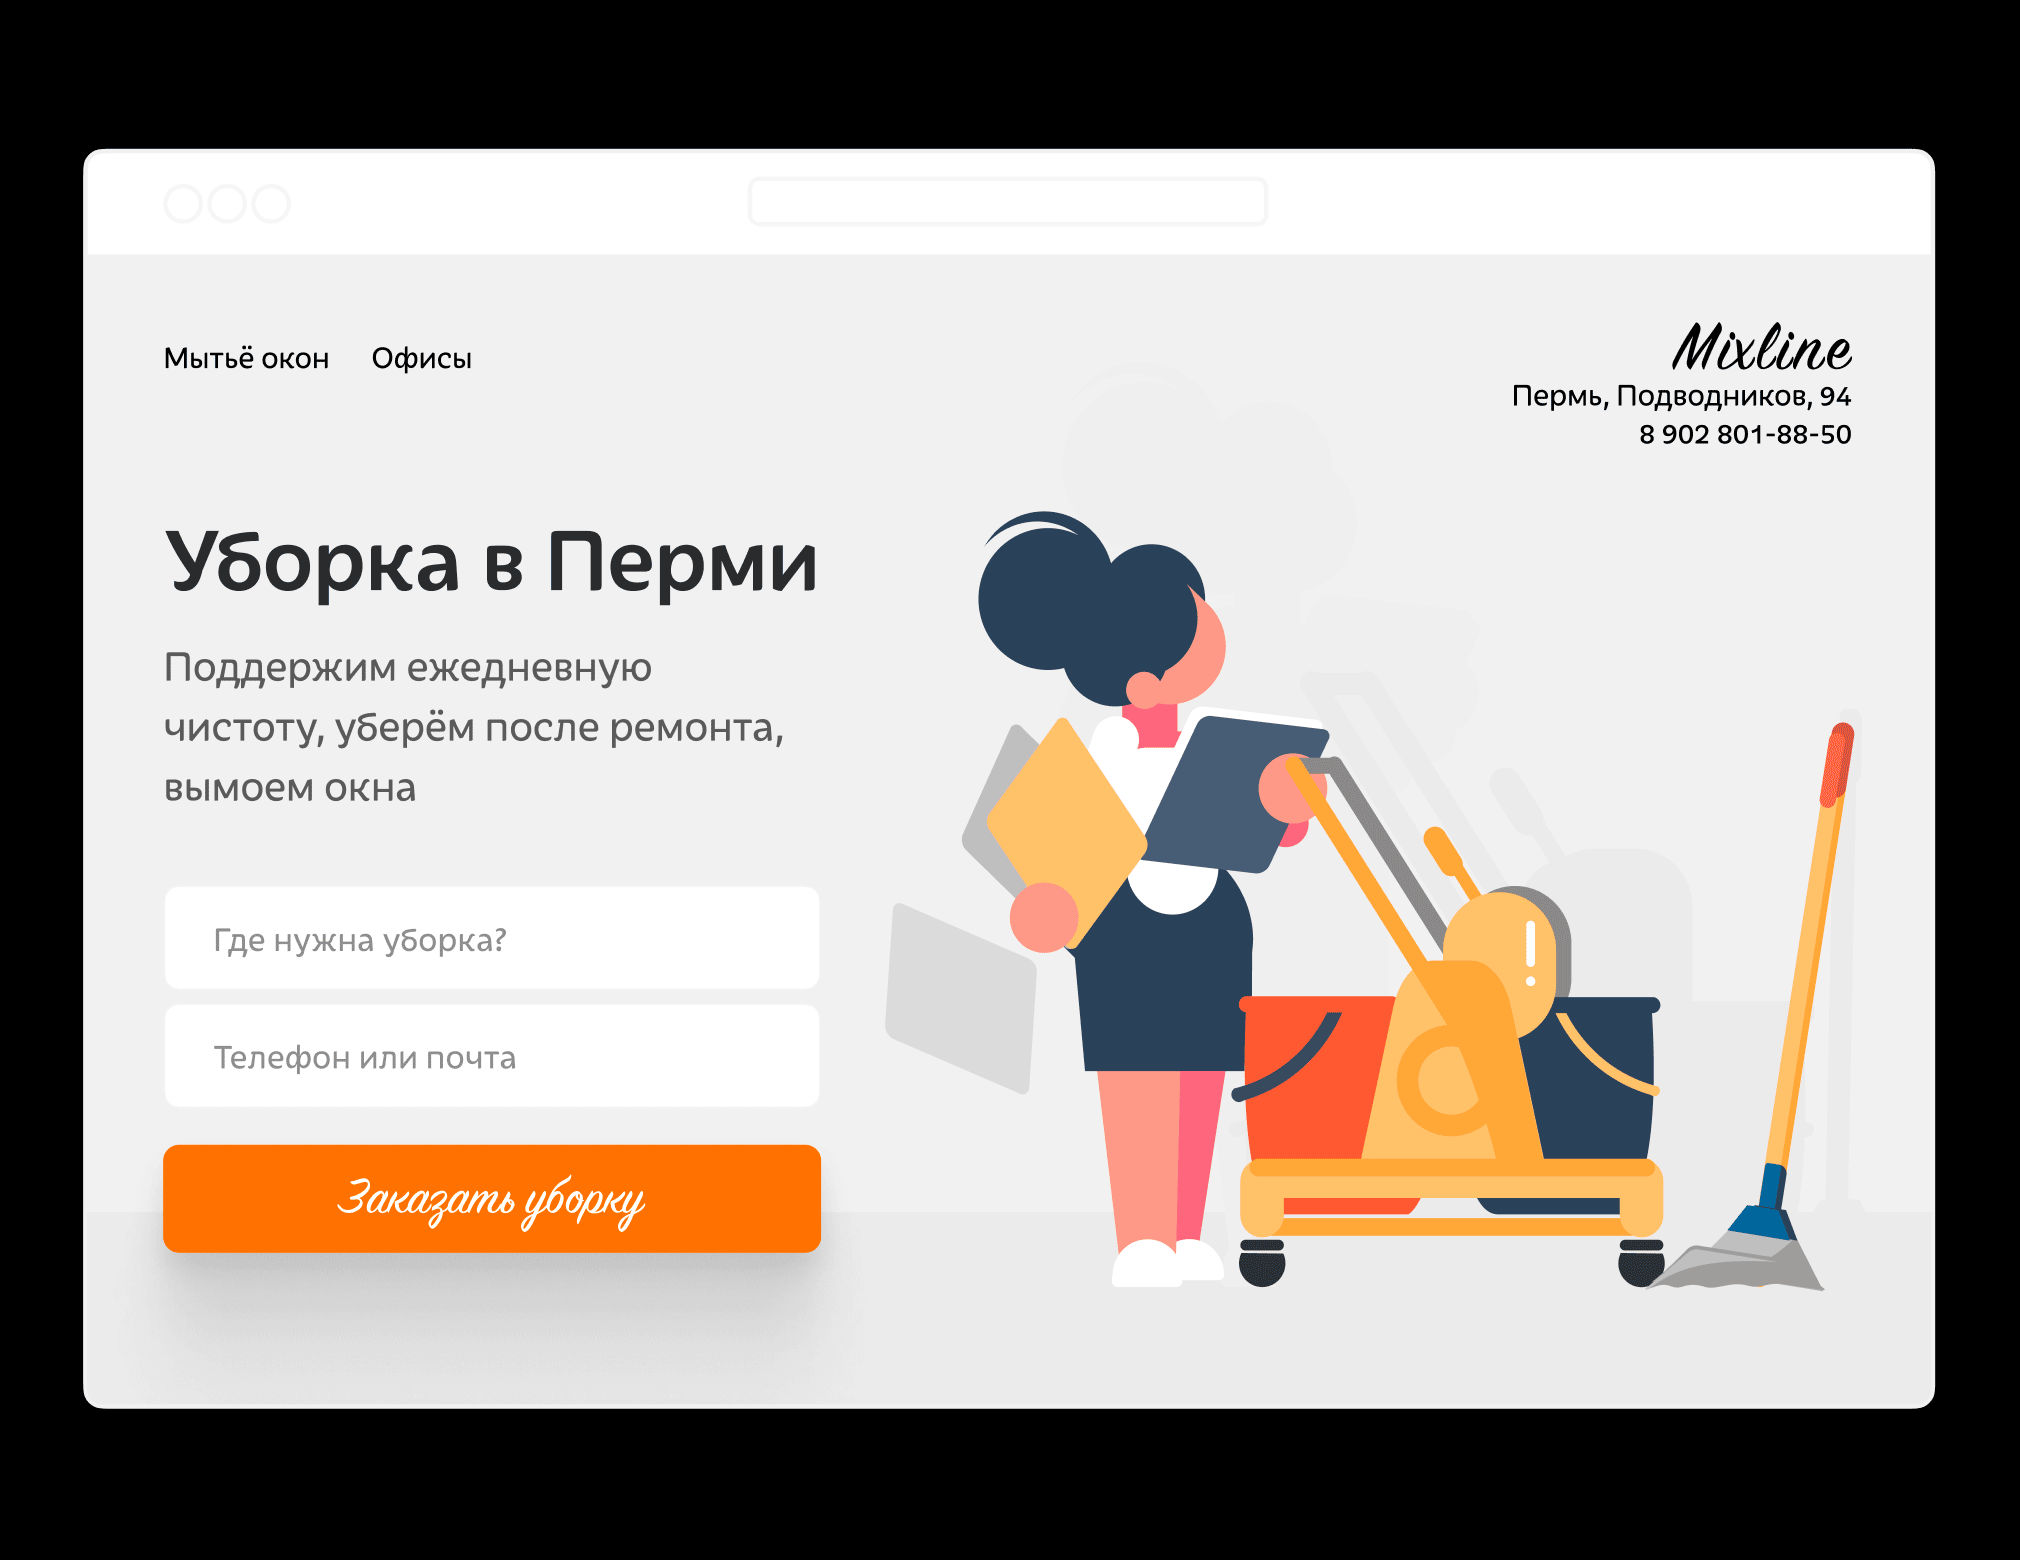 Мытьё окон
Офисы
Mixline
Пермь, Подводников, 94
8 902 801-88-50
Уборка в Перми
Поддержим ежедневную
чистоту, уберём после ремонта,
вымоем окна
Где нужна уборка?
Телефон или почта
Заказать уборку